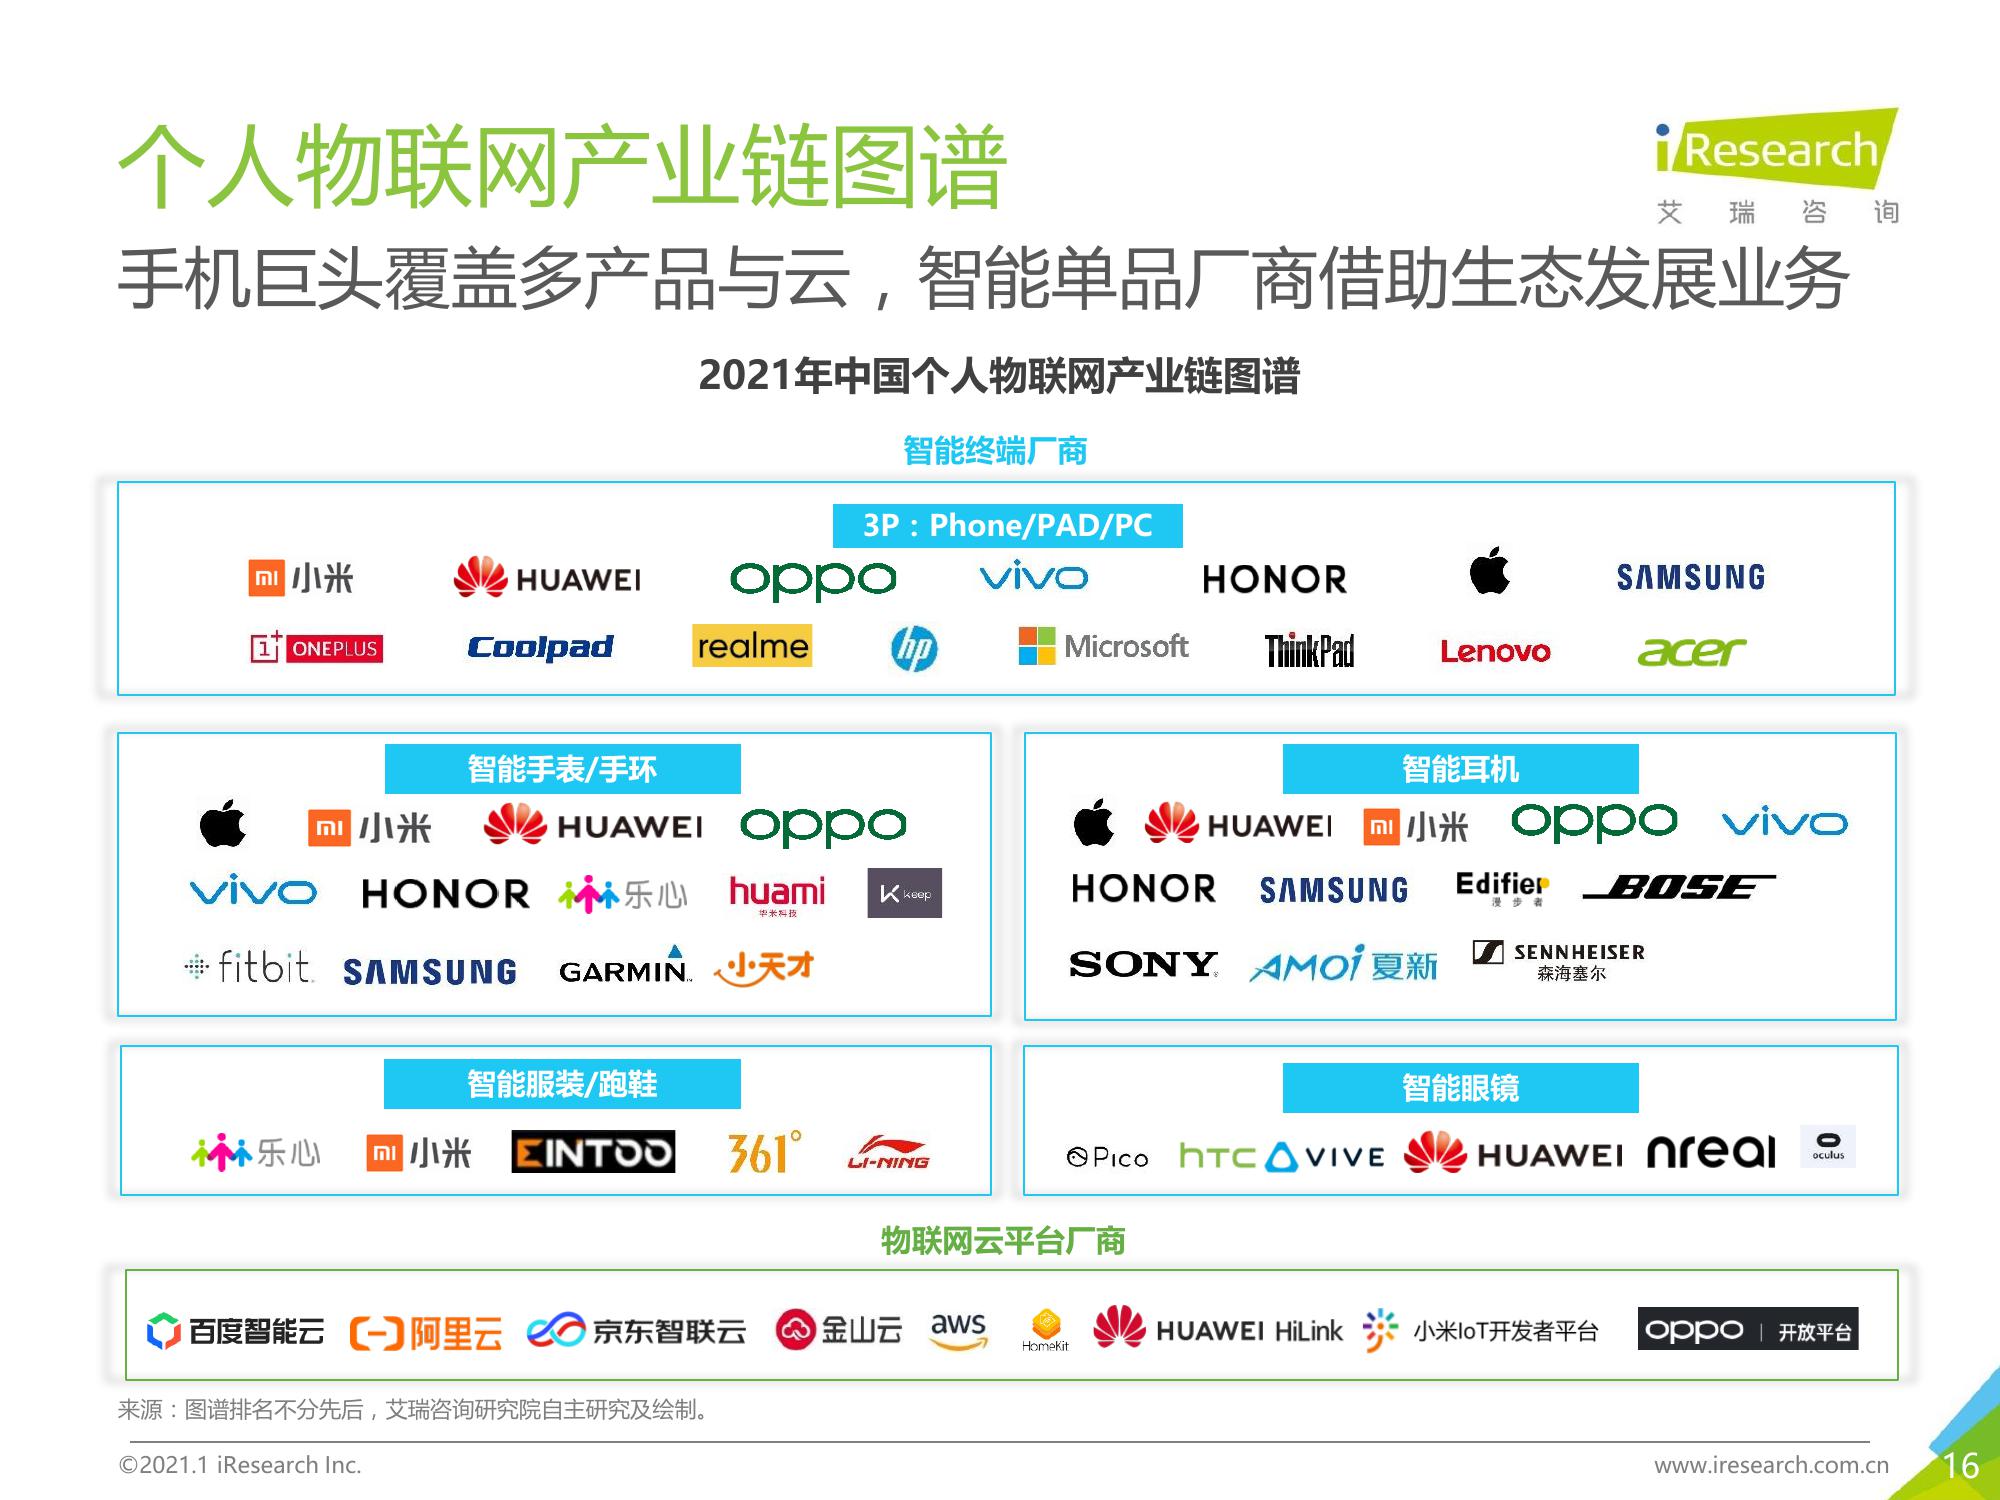 个人物联网产业链图谱
iResearch
艾瑞咨询
手机巨头覆盖多产品与云，智能单品厂商借助生态发展业务
2021年中国个人物联网产业链图谱
智能终端厂商
3P：Phone/PAD/PC
mi 小米 HUAWEI oppo vivo HONOR SAMSUNG
1+ ONEPLUS Coolpad realme hp Microsoft ThinkPad Lenovo acer
智能手表/手环
mi 小米 HUAWEI oppo
vivo HONOR 乐心 huami 华米科技 K keep
fitbit. SAMSUNG GARMIN 小天才
智能耳机
HUAWEI mi 小米 oppo vivo
HONOR SAMSUNG Edifier 漫步者 BOSE
SONY AMOi 夏新 SENNHEISER 森海塞尔
智能服装/跑鞋
乐心 mi 小米 EINTOO 361° LI-NING
智能眼镜
Pico hTC VIVE HUAWEI nreal oculus
物联网云平台厂商
百度智能云 阿里云 京东智联云 金山云 aws HomeKit HUAWEI HiLink 小米IoT开发者平台 oppo | 开放平台
来源：图谱排名不分先后，艾瑞咨询研究院自主研究及绘制。
©2021.1 iResearch Inc.
www.iresearch.com.cn
16